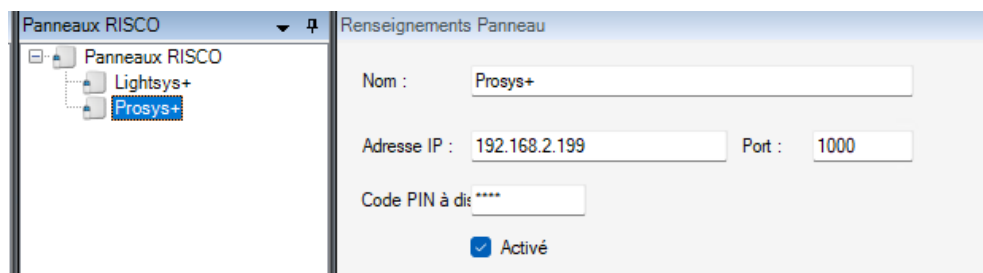 Panneaux RISCO
Renseignements Panneau
Panneaux RISCO
Lightsys+
Prosys+
Nom : Prosys+
Adresse IP : 192.168.2.199 Port : 1000
Code PIN à dis ****
Activé